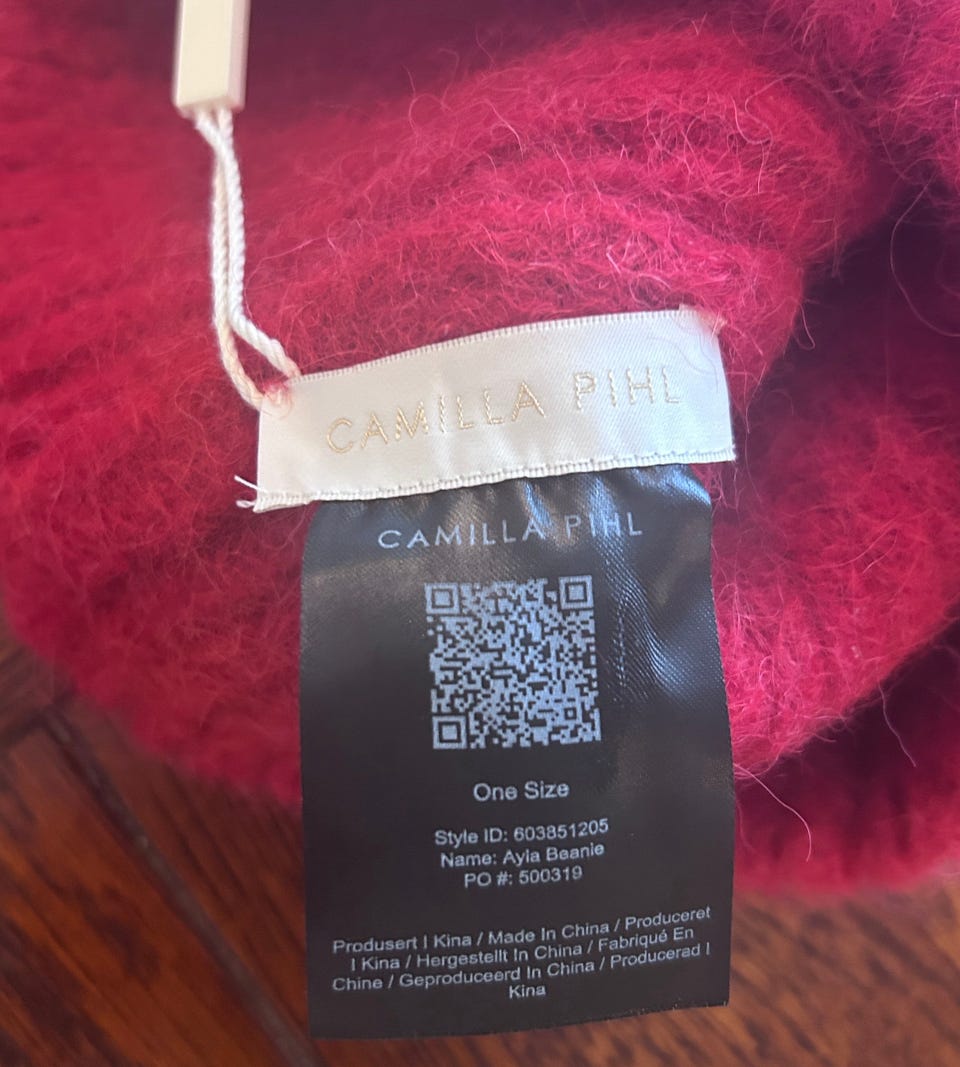 CAMILLA PIHL
CAMILLA PIHL
One Size
Style ID: 603851205
Name: Ayla Beanie
PO #: 500319
Produsert I Kina / Made In China / Produceret
I Kina / Hergestellt In China / Fabriqué En
Chine / Geproduceerd In China / Producerad I
Kina